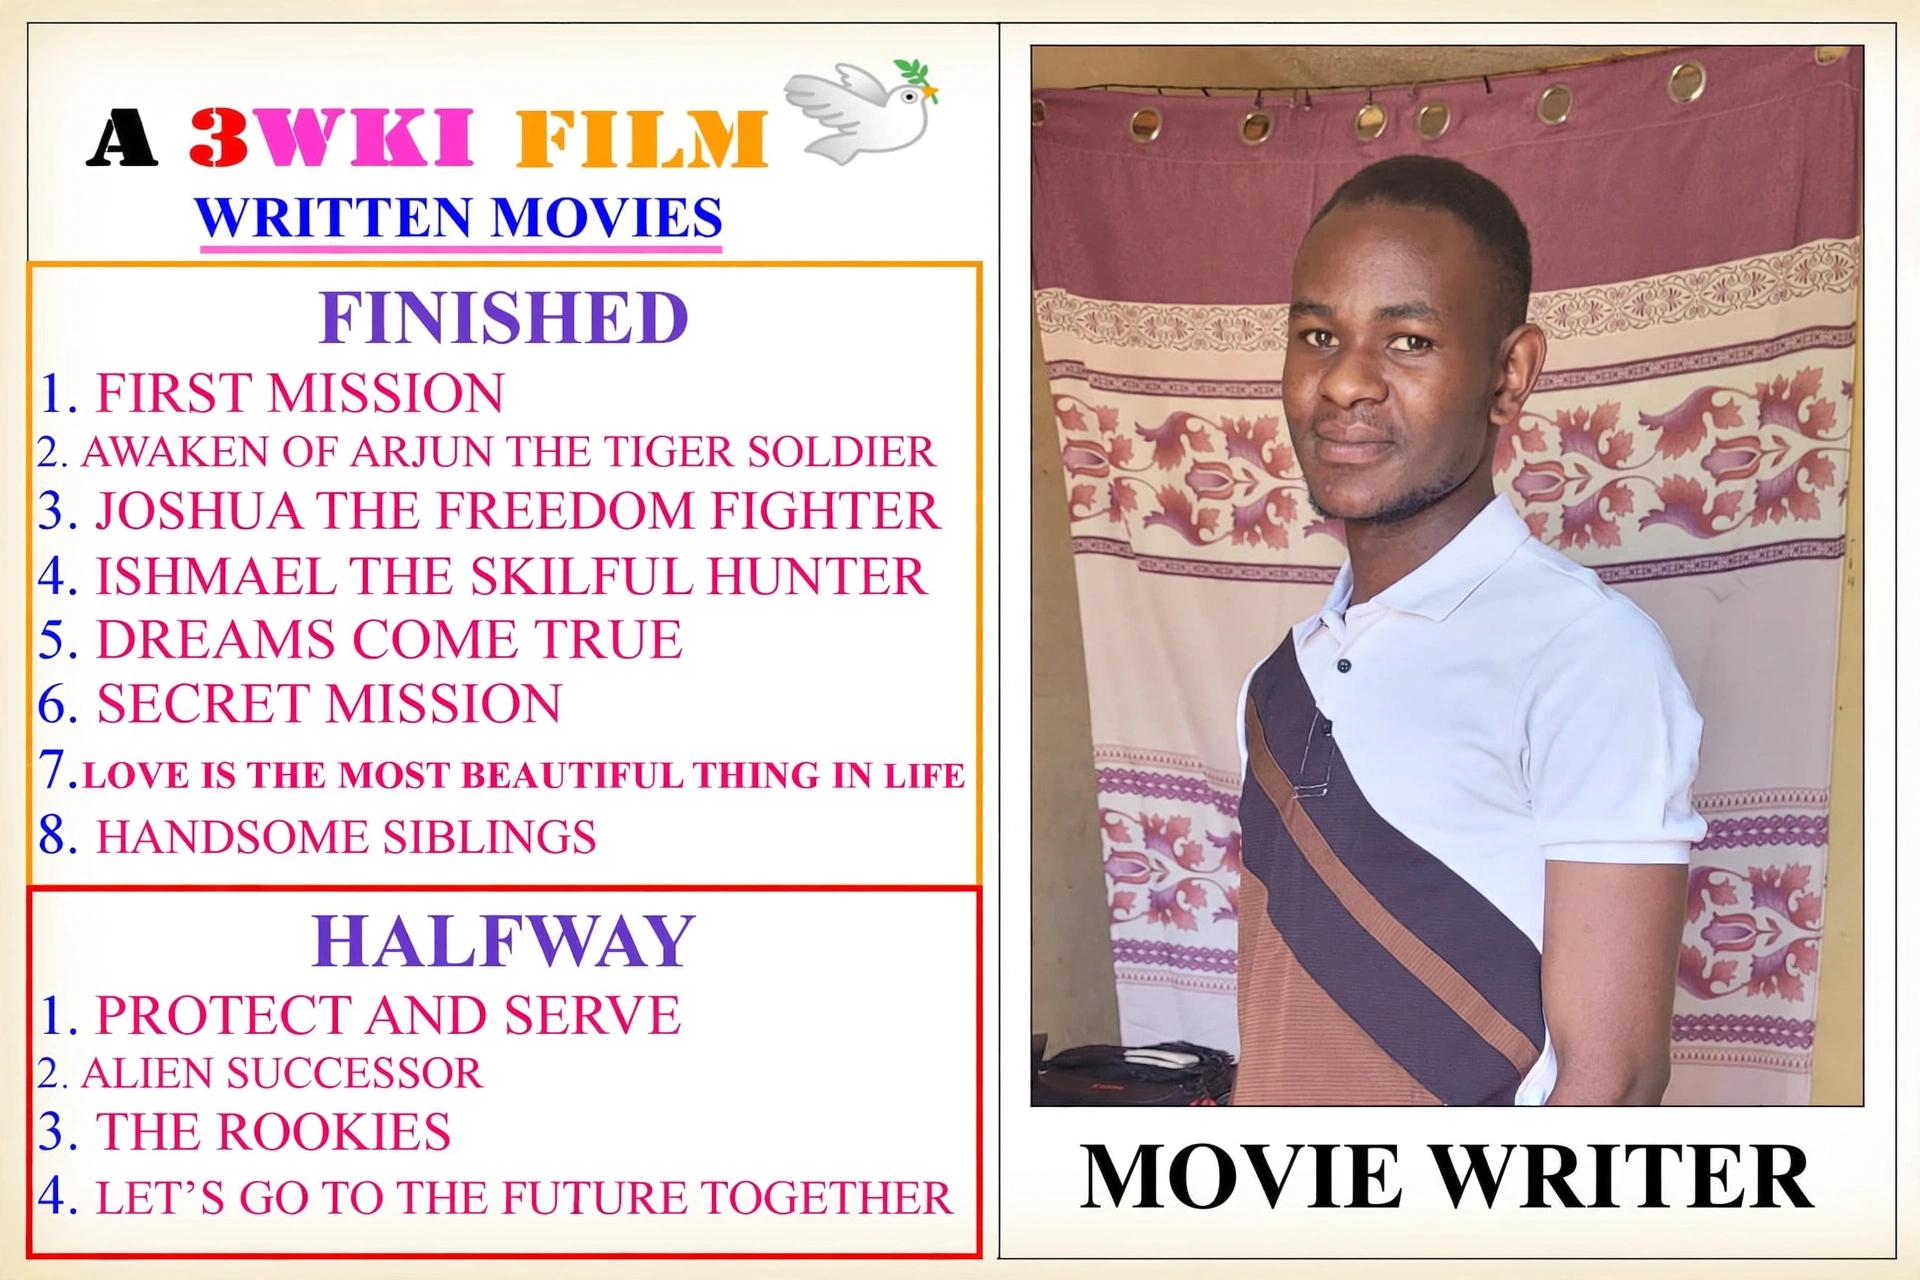 A 3WKI FILM
WRITTEN MOVIES
FINISHED
1. FIRST MISSION
2. AWAKEN OF ARJUN THE TIGER SOLDIER
3. JOSHUA THE FREEDOM FIGHTER
4. ISHMAEL THE SKILFUL HUNTER
5. DREAMS COME TRUE
6. SECRET MISSION
7.LOVE IS THE MOST BEAUTIFUL THING IN LIFE
8. HANDSOME SIBLINGS
HALFWAY
1. PROTECT AND SERVE
2. ALIEN SUCCESSOR
3. THE ROOKIES
4. LET’S GO TO THE FUTURE TOGETHER
MOVIE WRITER